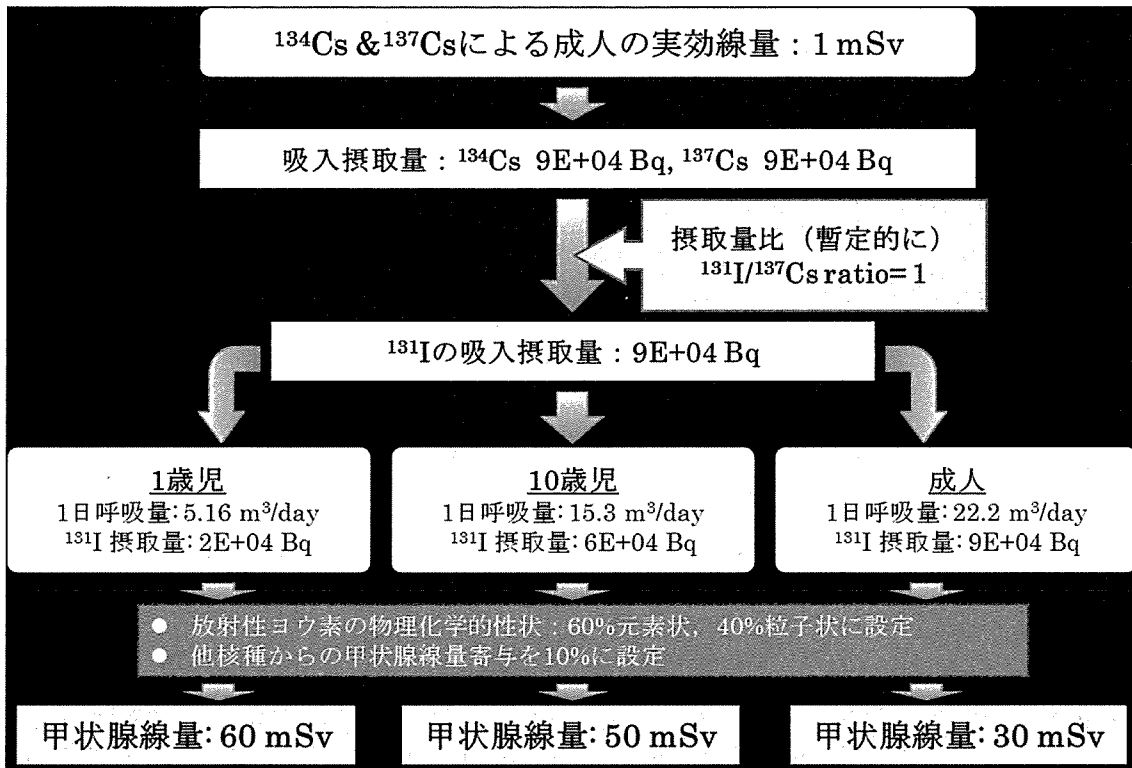 ¹³⁴Cs &¹³⁷Csによる成人の実効線量：1 mSv
吸入摂取量：¹³⁴Cs 9E+04 Bq, ¹³⁷Cs 9E+04 Bq
摂取量比（暫定的に）
¹³¹I/¹³⁷Cs ratio= 1
¹³¹Iの吸入摂取量：9E+04 Bq
1歳児
1日呼吸量: 5.16 m³/day
¹³¹I 摂取量: 2E+04 Bq
10歳児
1日呼吸量: 15.3 m³/day
¹³¹I 摂取量: 6E+04 Bq
成人
1日呼吸量: 22.2 m³/day
¹³¹I 摂取量: 9E+04 Bq
● 放射性ヨウ素の物理化学的性状：60%元素状，40%粒子状に設定
● 他核種からの甲状腺線量寄与を10%に設定
甲状腺線量: 60 mSv
甲状腺線量: 50 mSv
甲状腺線量: 30 mSv